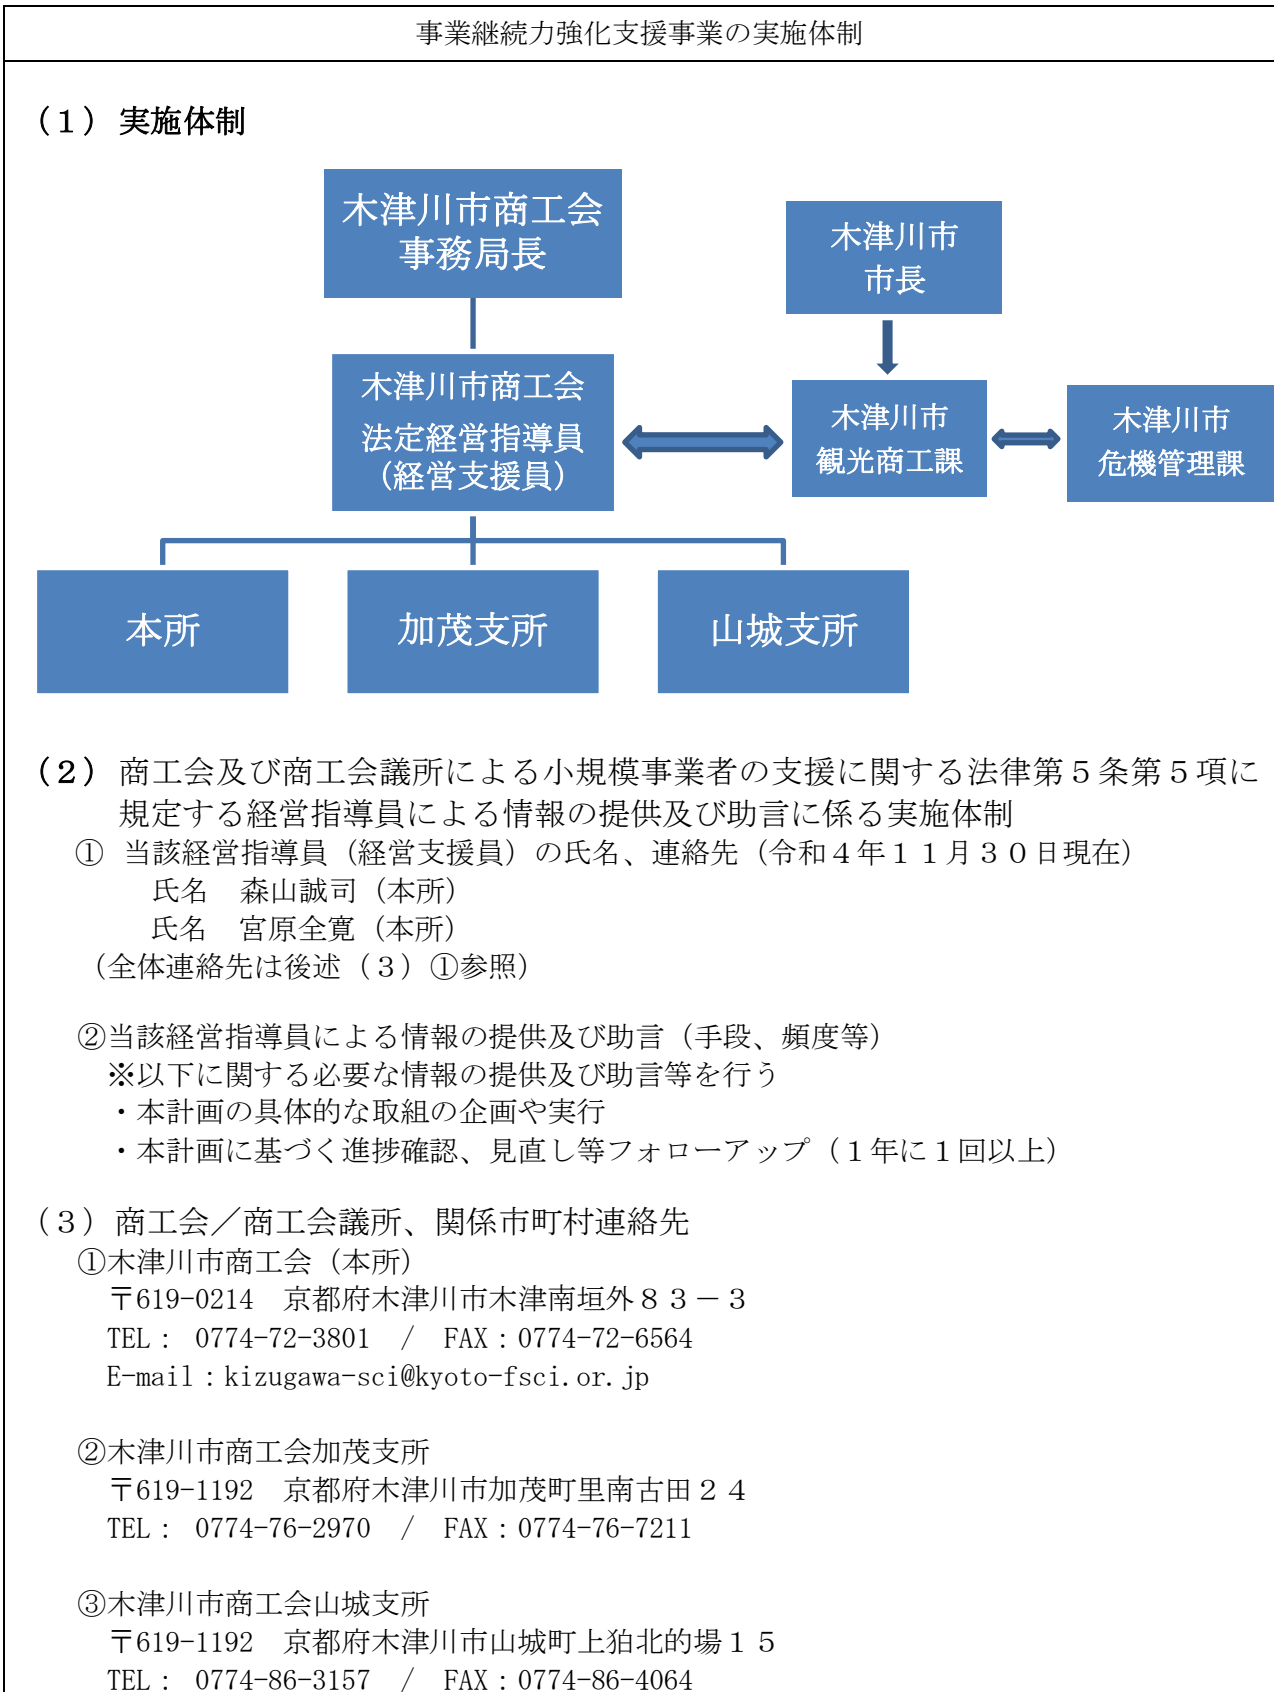 事業継続力強化支援事業の実施体制
（１）実施体制
木津川市商工会
事務局長
木津川市
市長
木津川市商工会
法定経営指導員
（経営支援員）
木津川市
観光商工課
木津川市
危機管理課
本所
加茂支所
山城支所
（２）商工会及び商工会議所による小規模事業者の支援に関する法律第５条第５項に
規定する経営指導員による情報の提供及び助言に係る実施体制
① 当該経営指導員（経営支援員）の氏名、連絡先（令和４年１１月３０日現在）
氏名　森山誠司（本所）
氏名　宮原全寛（本所）
（全体連絡先は後述（３）①参照）
②当該経営指導員による情報の提供及び助言（手段、頻度等）
※以下に関する必要な情報の提供及び助言等を行う
・本計画の具体的な取組の企画や実行
・本計画に基づく進捗確認、見直し等フォローアップ（１年に１回以上）
（３）商工会／商工会議所、関係市町村連絡先
①木津川市商工会（本所）
〒619-0214　京都府木津川市木津南垣外８３－３
TEL： 0774-72-3801　/　FAX：0774-72-6564
E-mail：kizugawa-sci@kyoto-fsci.or.jp
②木津川市商工会加茂支所
〒619-1192　京都府木津川市加茂町里南古田２４
TEL： 0774-76-2970　/　FAX：0774-76-7211
③木津川市商工会山城支所
〒619-1192　京都府木津川市山城町上狛北的場１５
TEL： 0774-86-3157　/　FAX：0774-86-4064